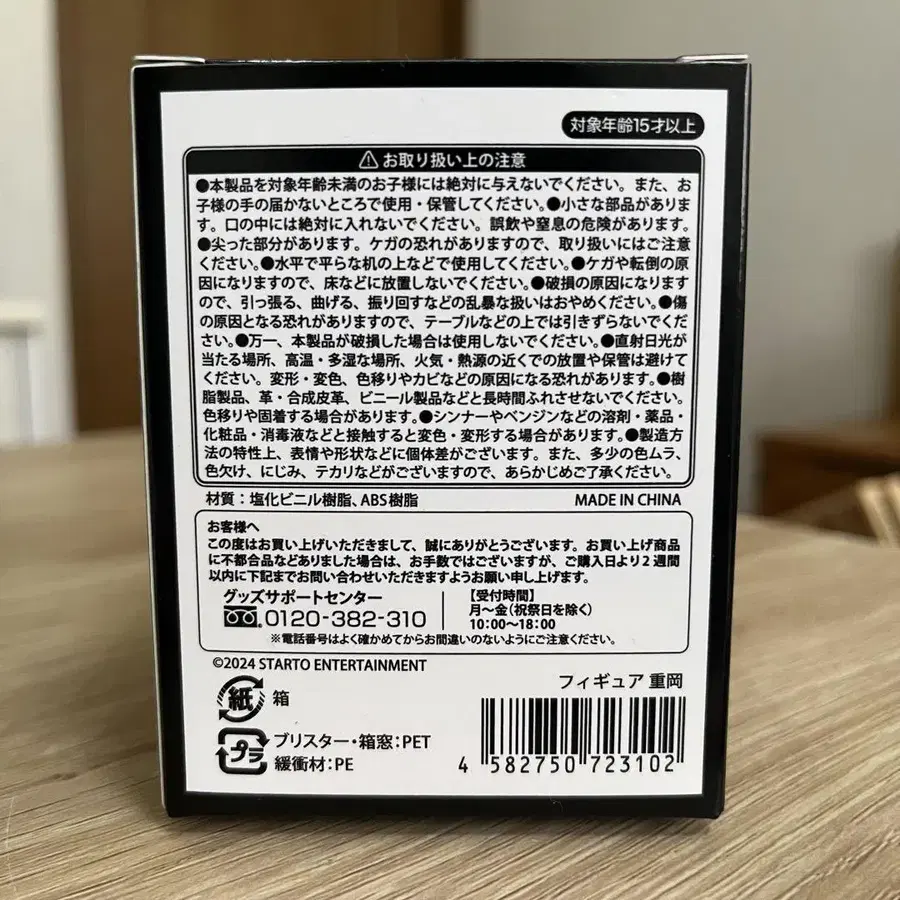 対象年齢15才以上
⚠お取り扱い上の注意
●本製品を対象年齢未満のお子様には絶対に与えないでください。また、お
子様の手の届かないところで使用・保管してください。●小さな部品がありま
す。口の中には絶対に入れないでください。誤飲や窒息の危険があります。
●尖った部分があります。ケガの恐れがありますので、取り扱いにはご注意
ください。●水平で平らな机の上などで使用してください。●ケガや転倒の原
因になりますので、床などに放置しないでください。●破損の原因になります
ので、引っ張る、曲げる、振り回すなどの乱暴な扱いはおやめください。●傷
の原因となる恐れがありますので、テーブルなどの上では引きずらないでくだ
さい。●万一、本製品が破損した場合は使用しないでください。●直射日光が
当たる場所、高温・多湿な場所、火気・熱源の近くでの放置や保管は避けて
ください。変形・変色、色移りやカビなどの原因になる恐れがあります。●樹
脂製品、革・合成皮革、ビニール製品などと長時間ふれさせないでください。
色移りや固着する場合があります。●シンナーやベンジンなどの溶剤・薬品・
化粧品・消毒液などと接触すると変色・変形する場合があります。●製造方
法の特性上、表情や形状などに個体差がございます。また、多少の色ムラ、
色欠け、にじみ、テカリなどがございますので、あらかじめご了承ください。
材質：塩化ビニル樹脂、ABS樹脂 MADE IN CHINA
お客様へ
この度はお買い上げいただきまして、誠にありがとうございます。お買い上げ商品
に不都合品などありました場合は、お手数ではございますが、ご購入日より2週間
以内に下記までお問い合わせいただきますようお願い申し上げます。
グッズサポートセンター 【受付時間】
0120-382-310 月〜金(祝祭日を除く)
10:00〜18:00
※電話番号はよく確かめてからお間違いのないようにご注意ください。
©2024 STARTO ENTERTAINMENT
フィギュア 重岡
紙 箱
プラ ブリスター・箱窓：PET
緩衝材：PE
4 582750 723102